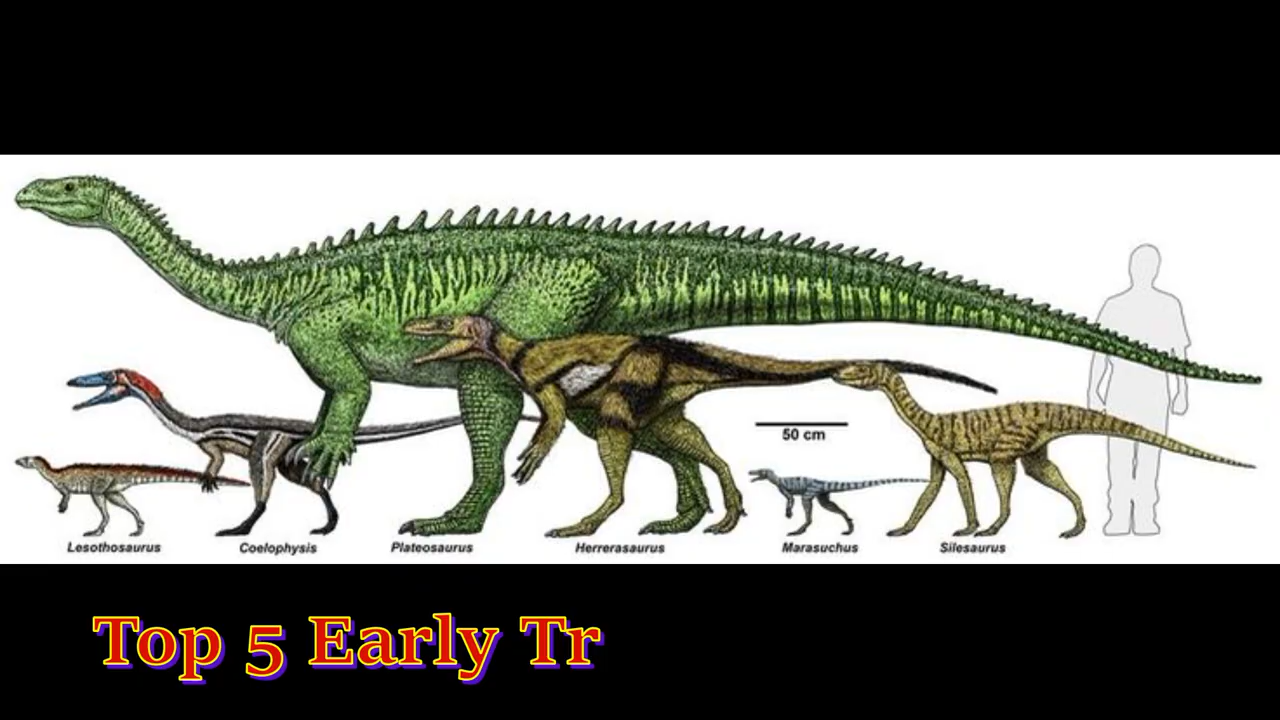 50 cm
Lesothosaurus Coelophysis Plateosaurus Herrerasaurus Marasuchus Silesaurus
Top 5 Early Tr